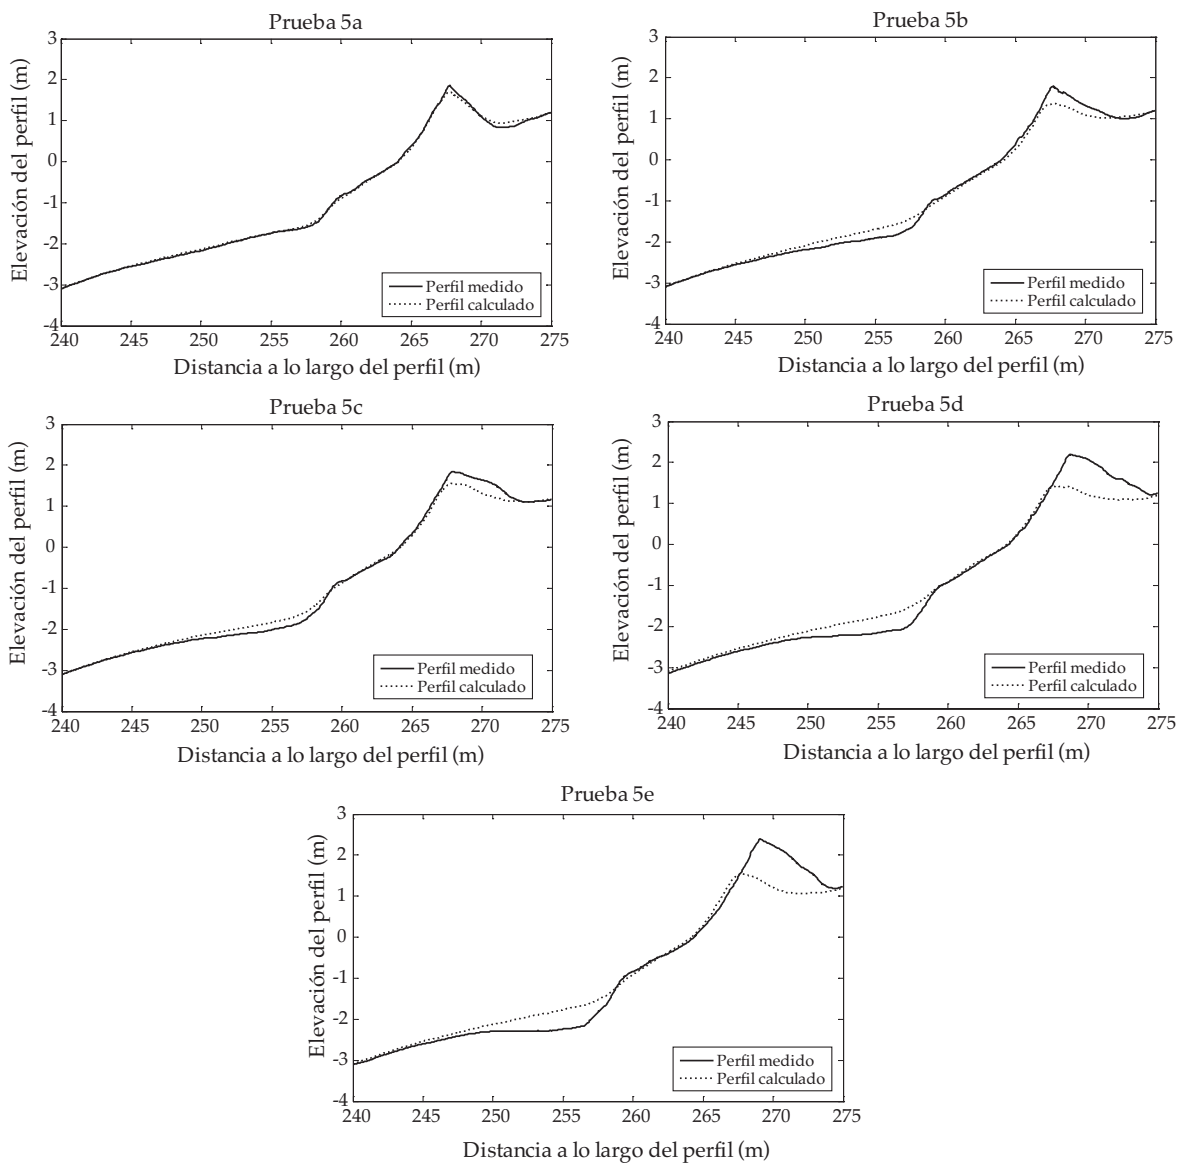 Prueba 5a
Elevación del perfil (m)
3
2
1
0
-1
-2
-3
-4
Perfil medido
Perfil calculado
240 245 250 255 260 265 270 275
Distancia a lo largo del perfil (m)
Prueba 5b
Elevación del perfil (m)
3
2
1
0
-1
-2
-3
-4
Perfil medido
Perfil calculado
240 245 250 255 260 265 270 275
Distancia a lo largo del perfil (m)
Prueba 5c
Elevación del perfil (m)
3
2
1
0
-1
-2
-3
-4
Perfil medido
Perfil calculado
240 245 250 255 260 265 270 275
Distancia a lo largo del perfil (m)
Prueba 5d
Elevación del perfil (m)
3
2
1
0
-1
-2
-3
-4
Perfil medido
Perfil calculado
240 245 250 255 260 265 270 275
Distancia a lo largo del perfil (m)
Prueba 5e
Elevación del perfil (m)
3
2
1
0
-1
-2
-3
-4
Perfil medido
Perfil calculado
240 245 250 255 260 265 270 275
Distancia a lo largo del perfil (m)